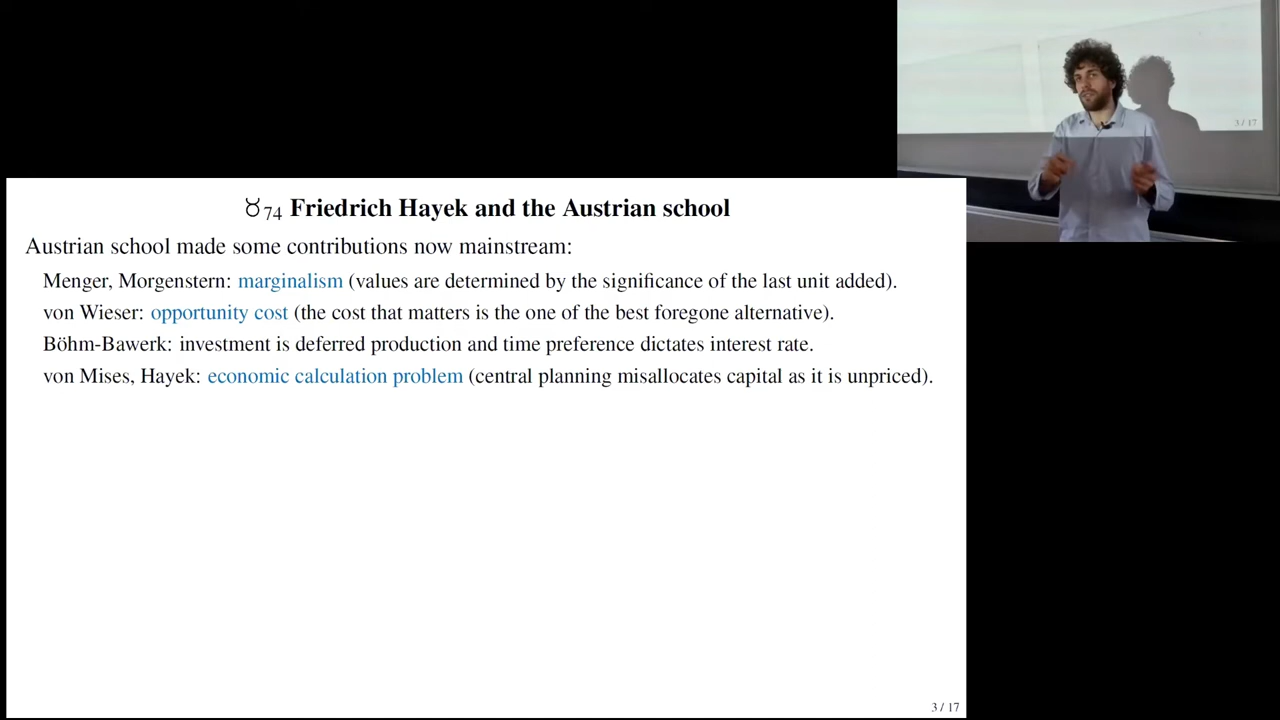 ♉74 Friedrich Hayek and the Austrian school
Austrian school made some contributions now mainstream:
Menger, Morgenstern: marginalism (values are determined by the significance of the last unit added).
von Wieser: opportunity cost (the cost that matters is the one of the best foregone alternative).
Böhm-Bawerk: investment is deferred production and time preference dictates interest rate.
von Mises, Hayek: economic calculation problem (central planning misallocates capital as it is unpriced).
3 / 17
3 / 17